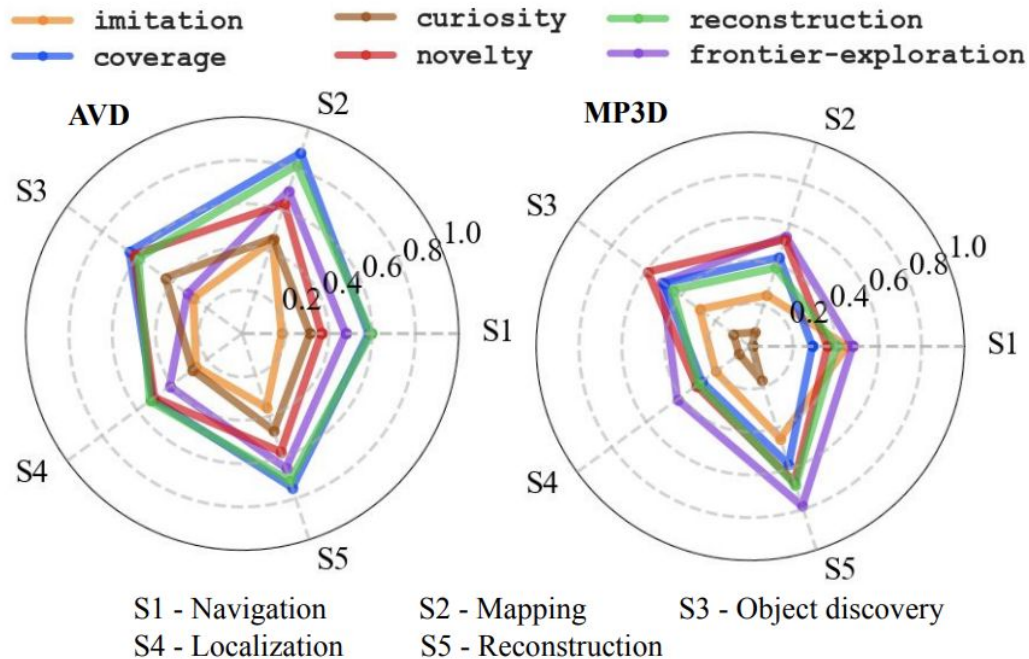 imitation curiosity reconstruction
coverage novelty frontier-exploration
AVD
S2
S3
1.0
0.8
0.6
0.4
0.2
S1
S4
S5
MP3D
S2
S3
1.0
0.8
0.6
0.4
0.2
S1
S4
S5
S1 - Navigation S2 - Mapping S3 - Object discovery
S4 - Localization S5 - Reconstruction